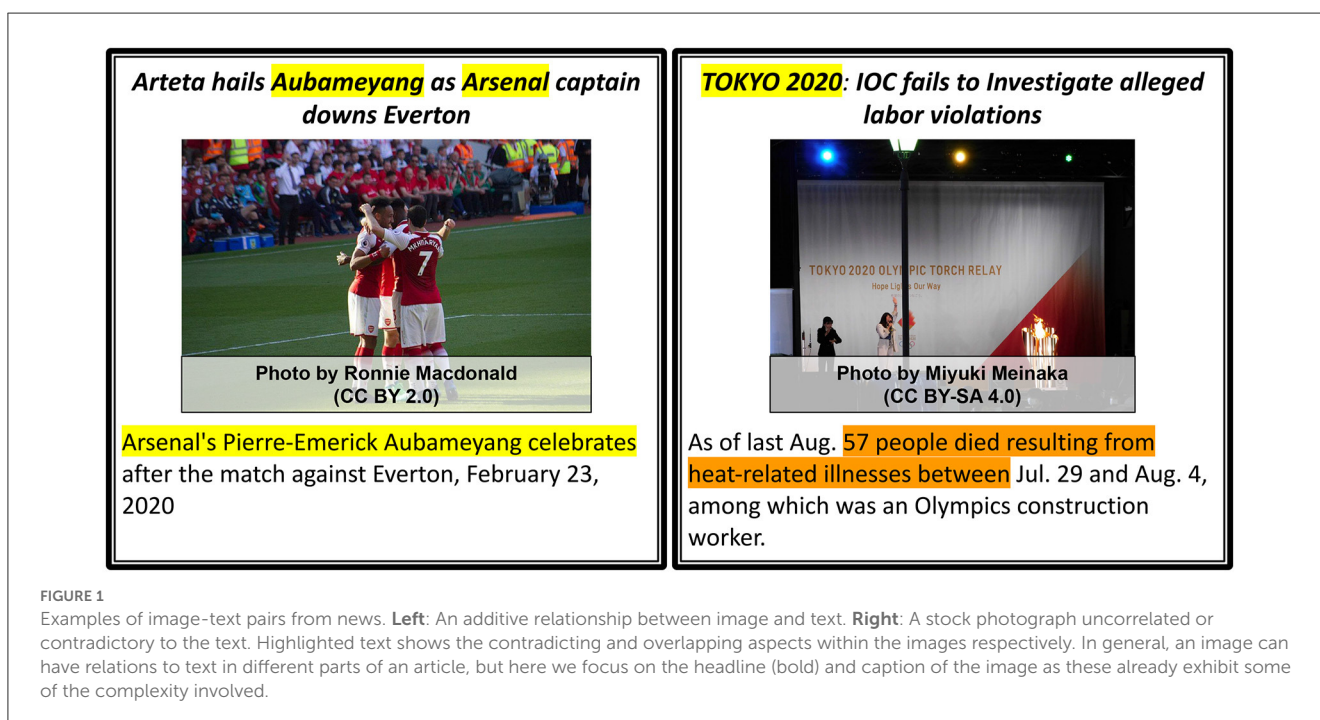 Arteta hails Aubameyang as Arsenal captain
downs Everton
MKHITARYAN
7
Photo by Ronnie Macdonald
(CC BY 2.0)
Arsenal's Pierre-Emerick Aubameyang celebrates
after the match against Everton, February 23,
2020
TOKYO 2020: IOC fails to Investigate alleged
labor violations
TOKYO 2020 OLYMPIC TORCH RELAY
Hope Lights Our Way
Photo by Miyuki Meinaka
(CC BY-SA 4.0)
As of last Aug. 57 people died resulting from
heat-related illnesses between Jul. 29 and Aug. 4,
among which was an Olympics construction
worker.
FIGURE 1
Examples of image-text pairs from news. Left: An additive relationship between image and text. Right: A stock photograph uncorrelated or
contradictory to the text. Highlighted text shows the contradicting and overlapping aspects within the images respectively. In general, an image can
have relations to text in different parts of an article, but here we focus on the headline (bold) and caption of the image as these already exhibit some
of the complexity involved.